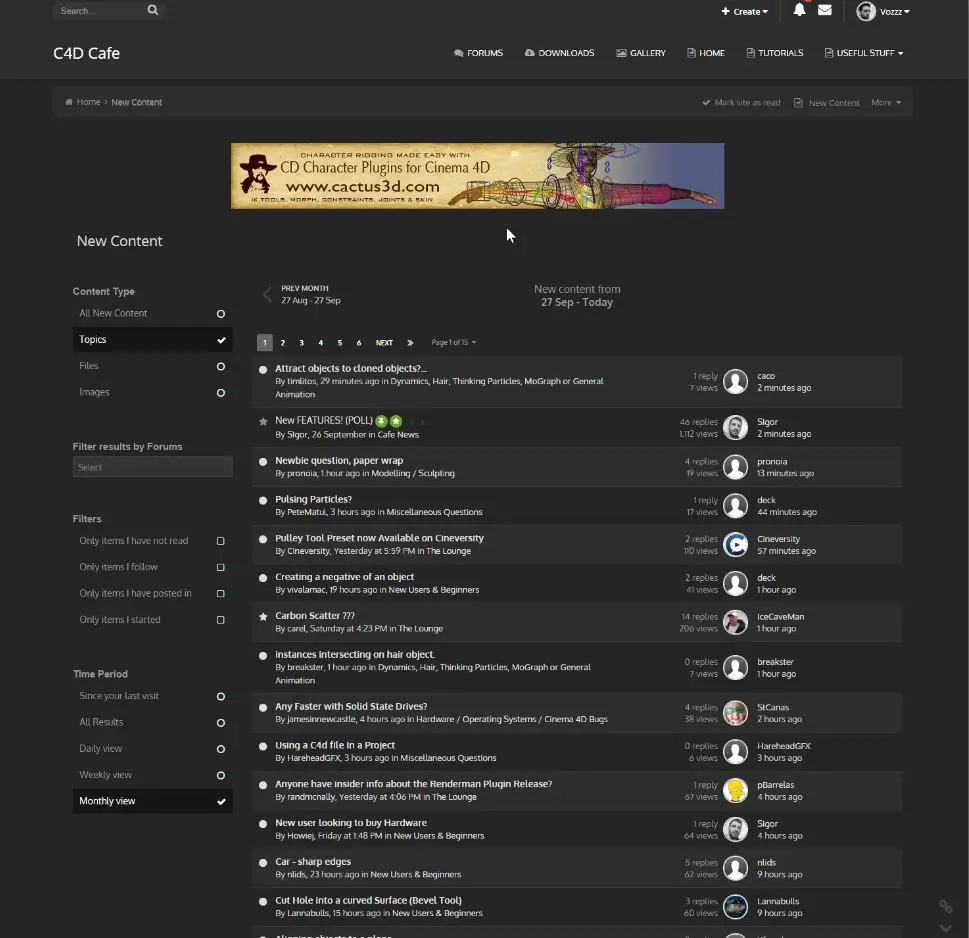 Search...
Create
Vozzz
C4D Cafe
FORUMS
DOWNLOADS
GALLERY
HOME
TUTORIALS
USEFUL STUFF
Home › New Content
Mark site as read
New Content
More
CHARACTER RIGGING MADE EASY WITH
CD Character Plugins for Cinema 4D
www.cactus3d.com
IK TOOLS, MORPH, CONSTRAINTS, JOINTS & SKIN
New Content
Content Type
All New Content
Topics
Files
Images
Filter results by Forums
Select
Filters
Only items I have not read
Only items I follow
Only items I have posted in
Only items I started
Time Period
Since your last visit
All Results
Daily view
Weekly view
Monthly view
PREV MONTH
27 Aug - 27 Sep
New content from
27 Sep - Today
1 2 3 4 5 6 NEXT » Page 1 of 15
Attract objects to cloned objects?...
By timlitos, 29 minutes ago in Dynamics, Hair, Thinking Particles, MoGraph or General
Animation
1 reply
7 views
caco
2 minutes ago
New FEATURES! (POLL)
By SIgor, 26 September in Cafe News
46 replies
1,112 views
SIgor
2 minutes ago
Newbie question, paper wrap
By pronoia, 1 hour ago in Modelling / Sculpting
4 replies
19 views
pronoia
13 minutes ago
Pulsing Particles?
By PeteMatul, 3 hours ago in Miscellaneous Questions
1 reply
17 views
deck
44 minutes ago
Pulley Tool Preset now Available on Cineversity
By Cineversity, Yesterday at 5:59 PM in The Lounge
2 replies
110 views
Cineversity
57 minutes ago
Creating a negative of an object
By vivalamac, 19 hours ago in New Users & Beginners
2 replies
41 views
deck
1 hour ago
Carbon Scatter ???
By carel, Saturday at 4:23 PM in The Lounge
14 replies
206 views
IceCaveMan
1 hour ago
instances intersecting on hair object.
By breakster, 1 hour ago in Dynamics, Hair, Thinking Particles, MoGraph or General
Animation
0 replies
7 views
breakster
1 hour ago
Any Faster with Solid State Drives?
By jamesinnewcastle, 4 hours ago in Hardware / Operating Systems / Cinema 4D Bugs
4 replies
38 views
StCanas
2 hours ago
Using a C4d file in a Project
By HareheadGFX, 3 hours ago in Miscellaneous Questions
0 replies
6 views
HareheadGFX
3 hours ago
Anyone have insider info about the Renderman Plugin Release?
By randmcnally, Yesterday at 4:06 PM in The Lounge
1 reply
67 views
pBarrelas
4 hours ago
New user looking to buy Hardware
By Howiej, Friday at 1:48 PM in New Users & Beginners
1 reply
64 views
SIgor
4 hours ago
Car - sharp edges
By nlids, 23 hours ago in New Users & Beginners
5 replies
62 views
nlids
9 hours ago
Cut Hole into a curved Surface (Bevel Tool)
By Lannabulls, 15 hours ago in New Users & Beginners
3 replies
60 views
Lannabulls
9 hours ago
Aligning objects to a plane